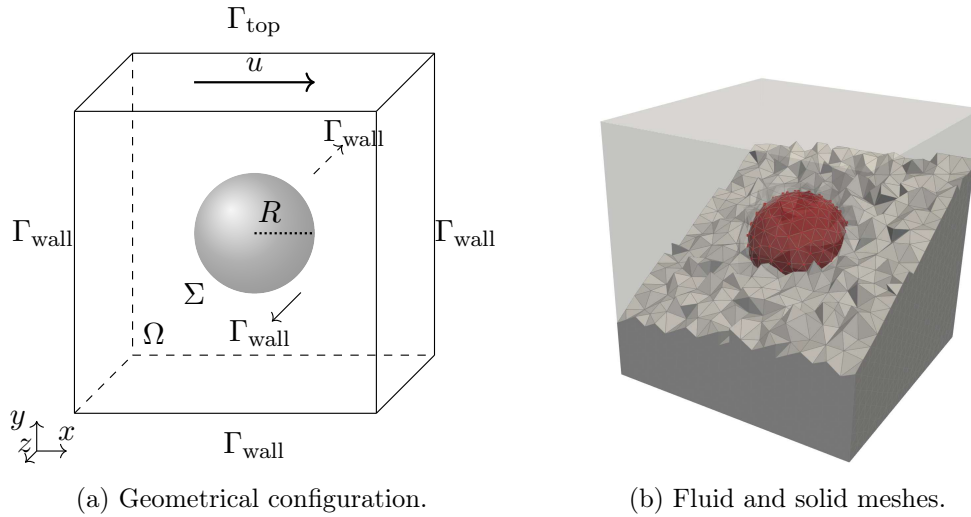 Γtop
ū
Γwall
R
Γwall
Γwall
Σ
Γwall
Ω
y
x
z
Γwall
(a) Geometrical configuration.
(b) Fluid and solid meshes.